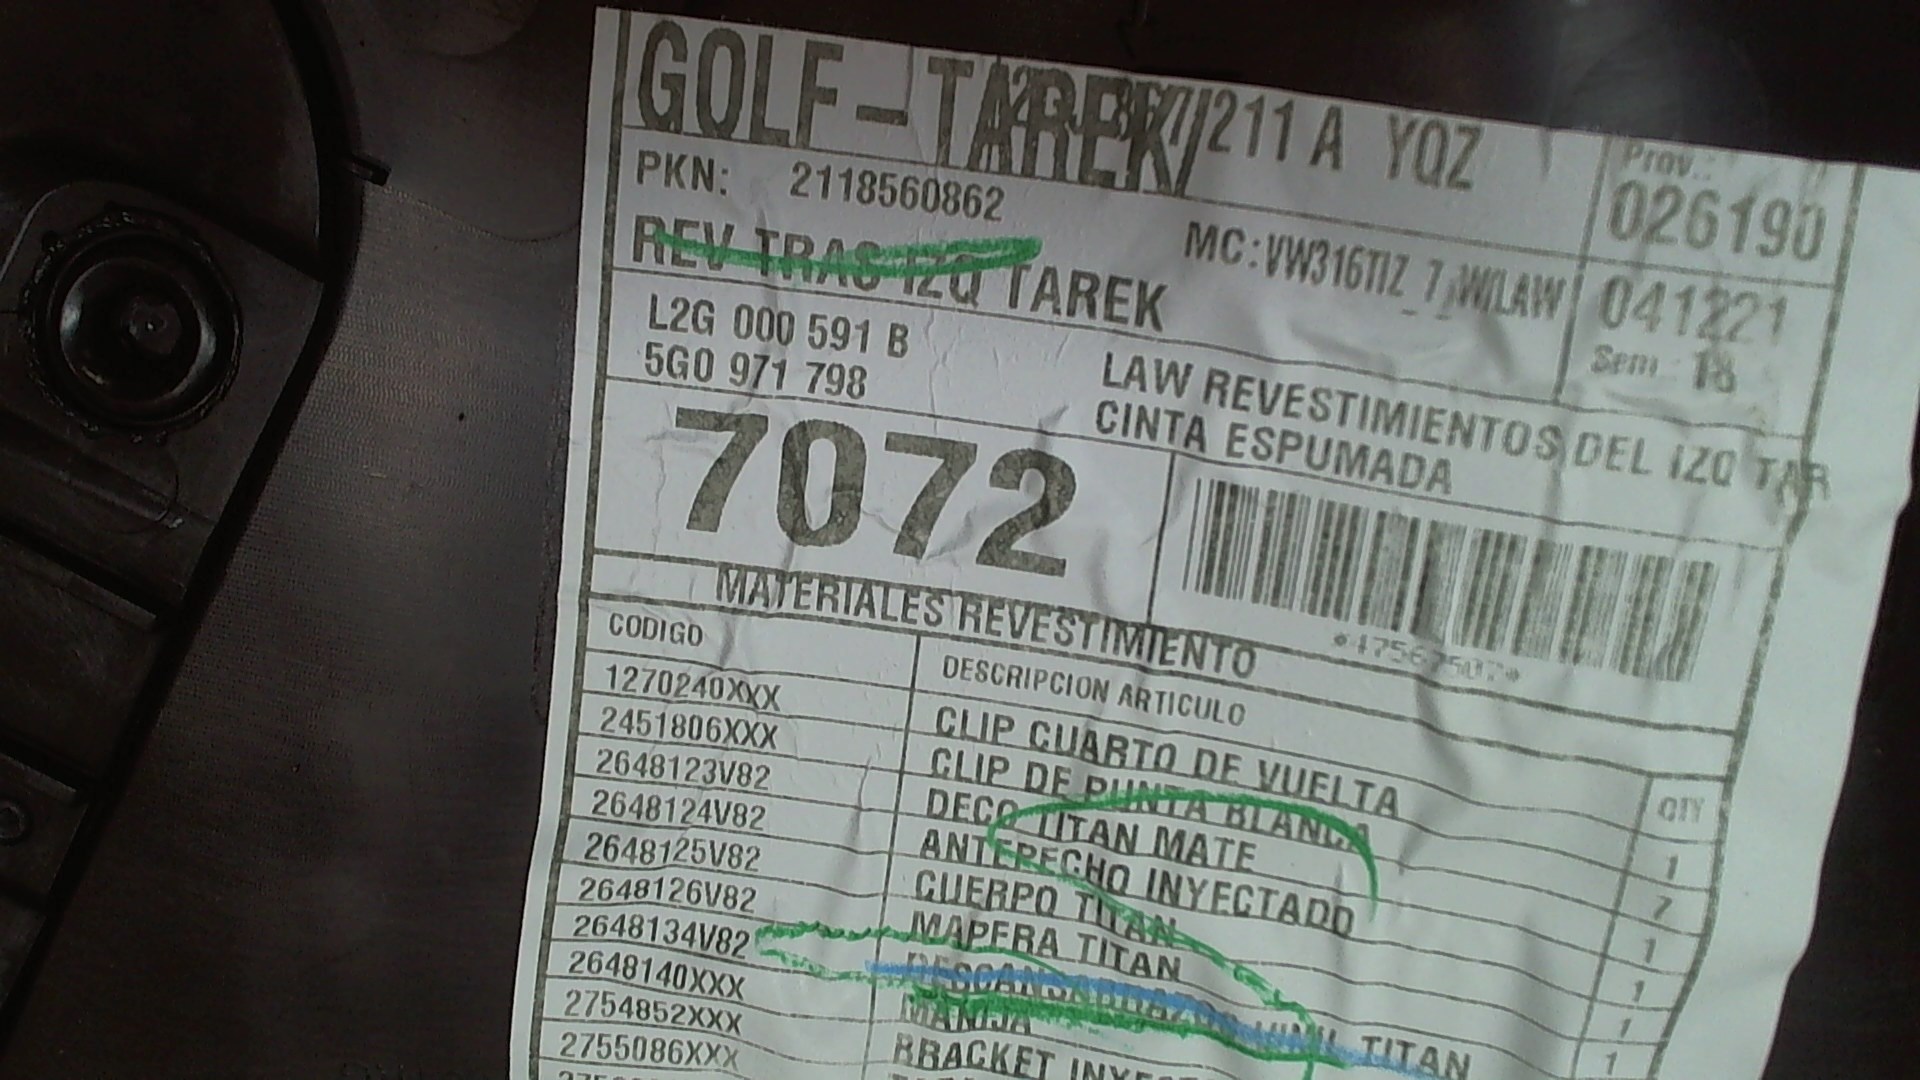 GOLF-TAREK/ 211 A YQZ
Prov.:
026190
PKN: 2118560862
REV TRAS IZQ TAREK
MC:VW316TIZ_7_
041221
Sem 18
L2G 000 591 B
LAW REVESTIMIENTOS DEL IZQ TAR
5G0 971 798
CINTA ESPUMADA
7072
MATERIALES REVESTIMIENTO
CODIGO DESCRIPCION ARTICULO QTY
1270240XXX CLIP CUARTO DE VUELTA 1
2451806XXX CLIP DE PUNTA BLANCA 7
2648123V82 DECO TITAN MATE 1
2648124V82 ANTEPECHO INYECTADO 1
2648125V82 CUERPO TITAN 1
2648126V82 MAPERA TITAN 1
2648134V82 DESCANSABRAZOS VINIL TITAN
2648140XXX MANIJA
2754852XXX BRACKET
2755086XXX